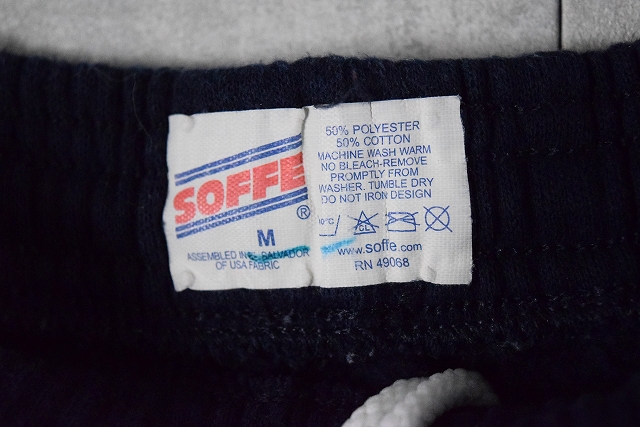 SOFFE
®
M
ASSEMBLED IN EL SALVADOR
OF USA FABRIC
50% POLYESTER
50% COTTON
MACHINE WASH WARM
NO BLEACH-REMOVE
PROMPTLY FROM
WASHER. TUMBLE DRY
DO NOT IRON DESIGN
CL
www.soffe.com
RN 49068